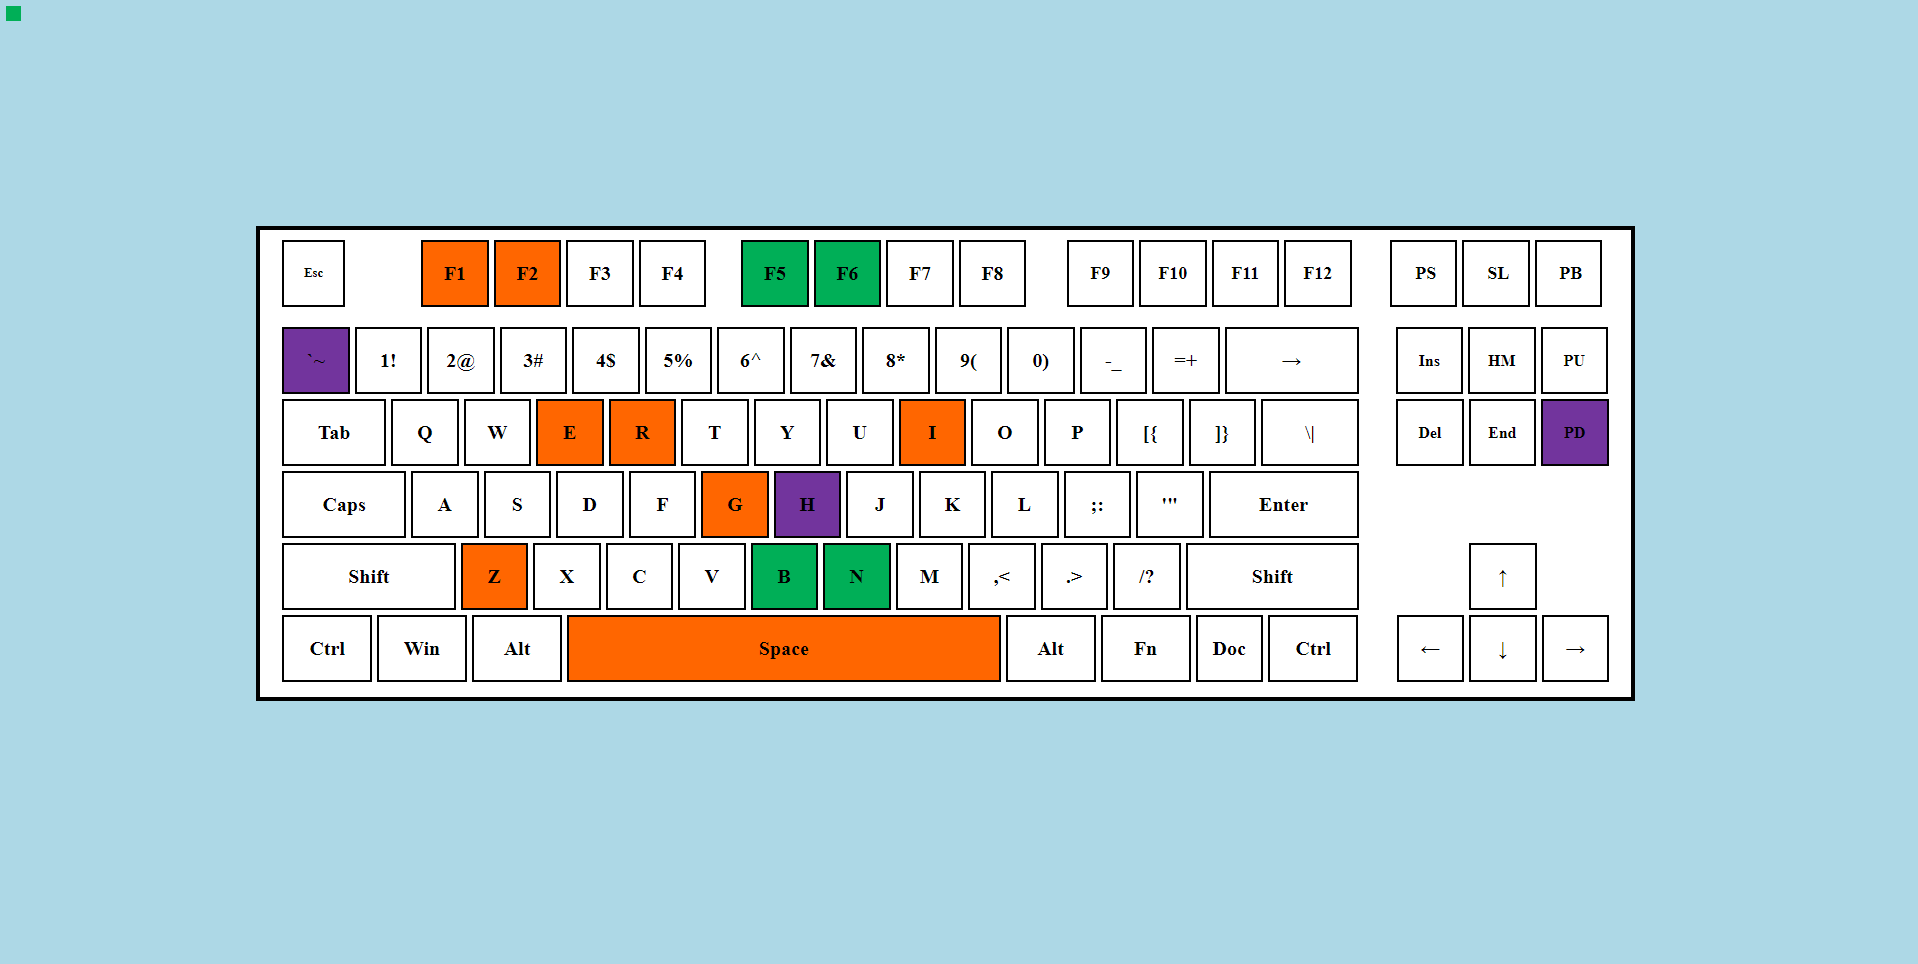 Esc F1 F2 F3 F4 F5 F6 F7 F8 F9 F10 F11 F12 PS SL PB
`~ 1! 2@ 3# 4$ 5% 6^ 7& 8* 9( 0) -_ =+ → Ins HM PU
Tab Q W E R T Y U I O P [{ ]} \| Del End PD
Caps A S D F G H J K L ;: '" Enter
Shift Z X C V B N M ,< .> /? Shift ↑
Ctrl Win Alt Space Alt Fn Doc Ctrl ← ↓ →